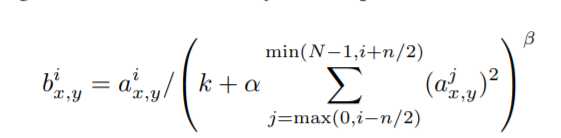 b^i_{x,y} = a^i_{x,y} / \left( k + \alpha \sum_{j=\max(0,i-n/2)}^{\min(N-1,i+n/2)} (a^j_{x,y})^2 \right)^\beta